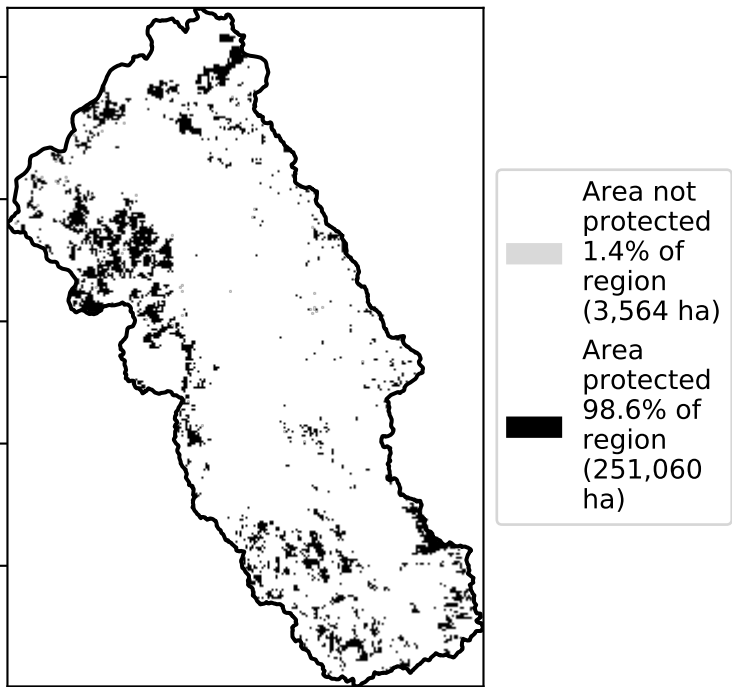 Area not
protected
1.4% of
region
(3,564 ha)
Area
protected
98.6% of
region
(251,060
ha)